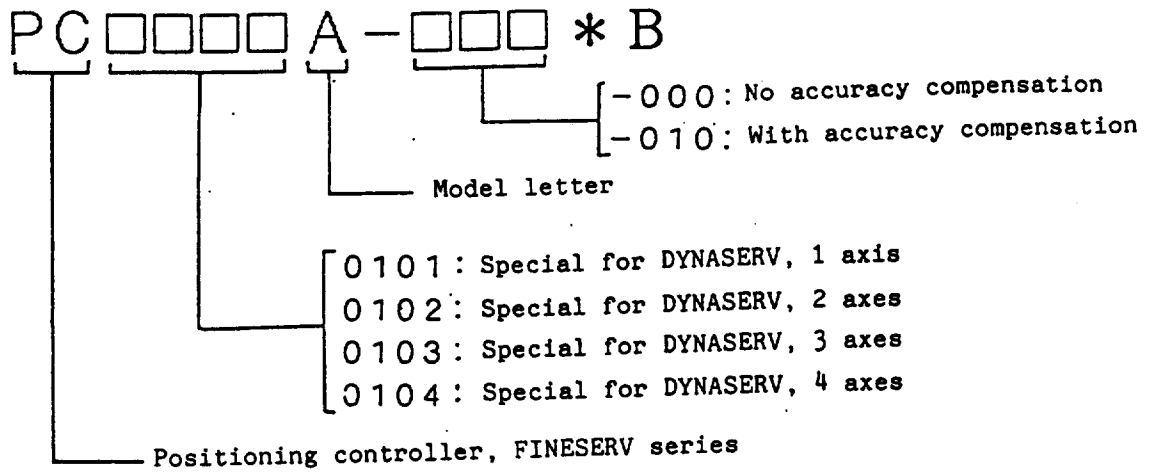 PC□□□□A-□□□*B
-000: No accuracy compensation
-010: With accuracy compensation
Model letter
0101: Special for DYNASERV, 1 axis
0102: Special for DYNASERV, 2 axes
0103: Special for DYNASERV, 3 axes
0104: Special for DYNASERV, 4 axes
Positioning controller, FINESERV series